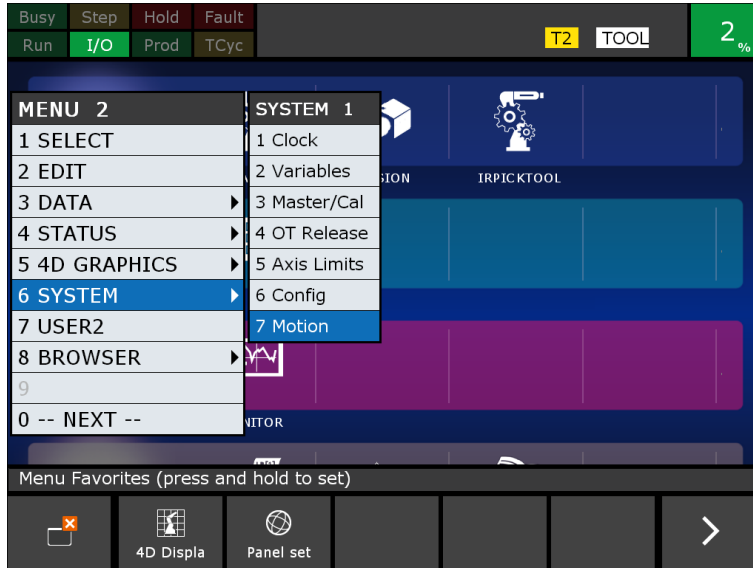 Busy Step Hold Fault
Run I/O Prod TCyc
T2 TOOL
2 %
MENU 2
1 SELECT
2 EDIT
3 DATA
4 STATUS
5 4D GRAPHICS
6 SYSTEM
7 USER2
8 BROWSER
9
0 -- NEXT --
SYSTEM 1
1 Clock
2 Variables
3 Master/Cal
4 OT Release
5 Axis Limits
6 Config
7 Motion
IRPICKTOOL
Menu Favorites (press and hold to set)
4D Displa
Panel set